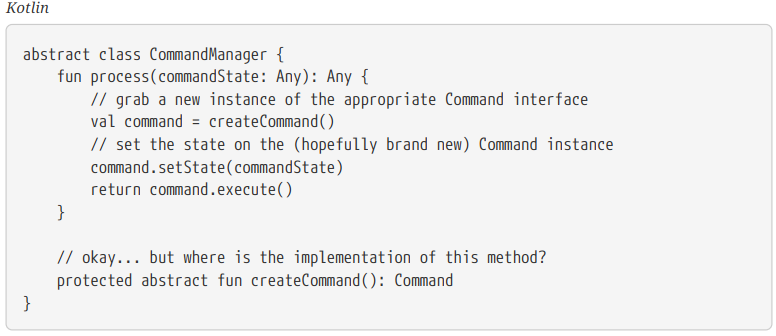 Kotlin
abstract class CommandManager {
    fun process(commandState: Any): Any {
        // grab a new instance of the appropriate Command interface
        val command = createCommand()
        // set the state on the (hopefully brand new) Command instance
        command.setState(commandState)
        return command.execute()
    }

    // okay... but where is the implementation of this method?
    protected abstract fun createCommand(): Command
}